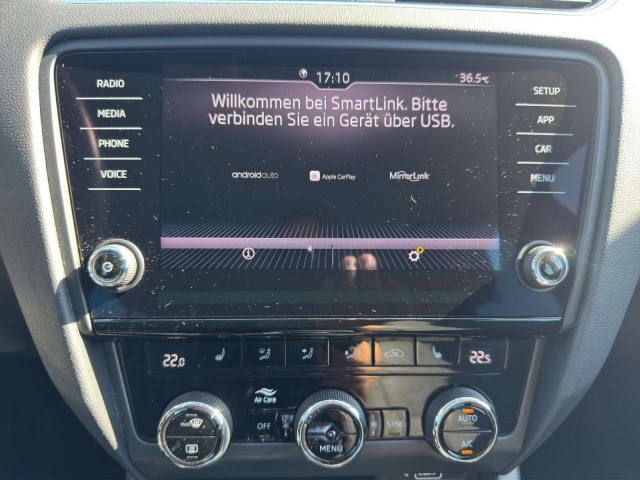 17:10
36.5°C
RADIO
MEDIA
PHONE
VOICE
Willkommen bei SmartLink. Bitte
verbinden Sie ein Gerät über USB.
androidauto
Apple CarPlay
MirrorLink
SETUP
APP
CAR
MENU
22.0
22.5
Air Care
OFF
MAX
MENU
SYNC
AUTO
A/C